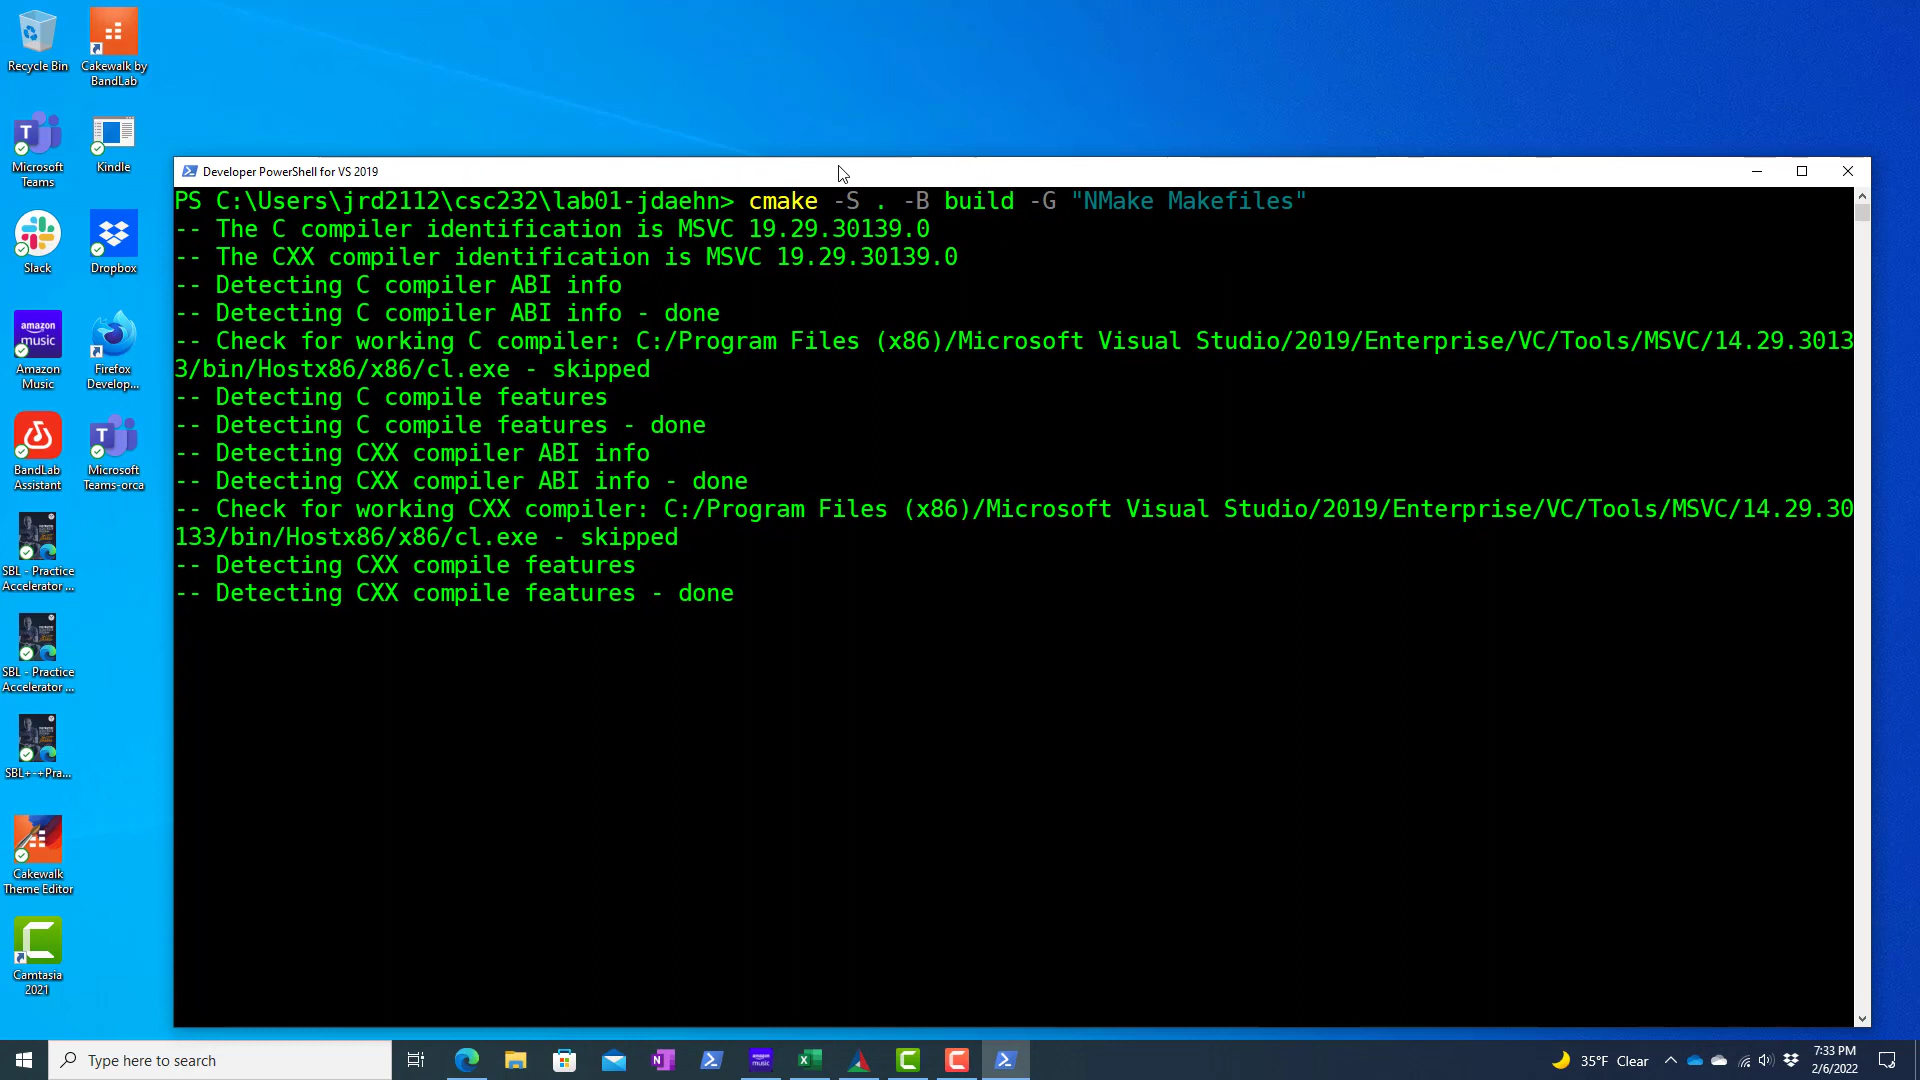 Recycle Bin
Cakewalk by
BandLab
Microsoft
Teams
Kindle
Slack
Dropbox
amazon
music
Amazon
Music
Firefox
Develop...
BandLab
Assistant
Microsoft
Teams-orca
SBL - Practice
Accelerator ...
SBL - Practice
Accelerator ...
SBL+-+Pra...
Cakewalk
Theme Editor
Camtasia
2021
Developer PowerShell for VS 2019
PS C:\Users\jrd2112\csc232\lab01-jdaehn> cmake -S . -B build -G "NMake Makefiles"
-- The C compiler identification is MSVC 19.29.30139.0
-- The CXX compiler identification is MSVC 19.29.30139.0
-- Detecting C compiler ABI info
-- Detecting C compiler ABI info - done
-- Check for working C compiler: C:/Program Files (x86)/Microsoft Visual Studio/2019/Enterprise/VC/Tools/MSVC/14.29.3013
3/bin/Hostx86/x86/cl.exe - skipped
-- Detecting C compile features
-- Detecting C compile features - done
-- Detecting CXX compiler ABI info
-- Detecting CXX compiler ABI info - done
-- Check for working CXX compiler: C:/Program Files (x86)/Microsoft Visual Studio/2019/Enterprise/VC/Tools/MSVC/14.29.30
133/bin/Hostx86/x86/cl.exe - skipped
-- Detecting CXX compile features
-- Detecting CXX compile features - done
Type here to search
35°F Clear
7:33 PM
2/6/2022